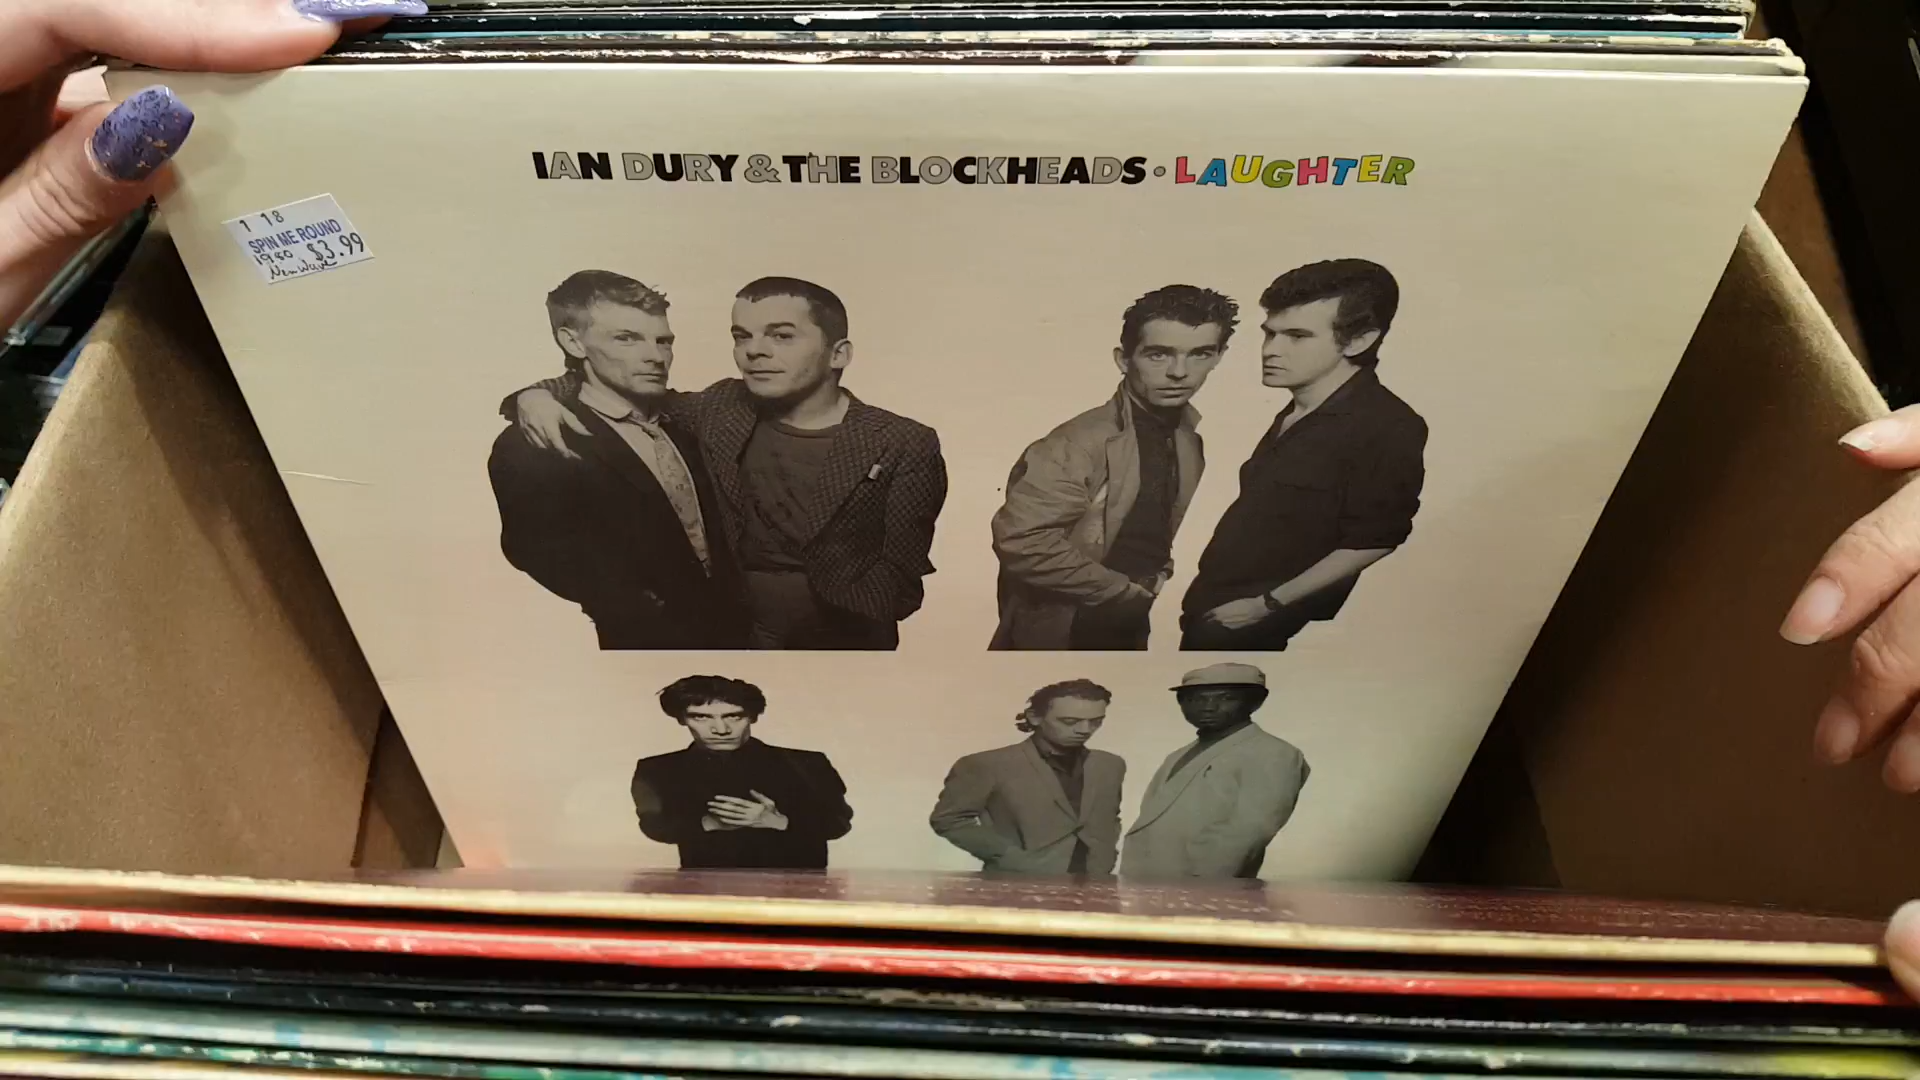 IAN DURY & THE BLOCKHEADS • LAUGHTER
1 18
SPIN ME ROUND
1980 $3.99
New Wave